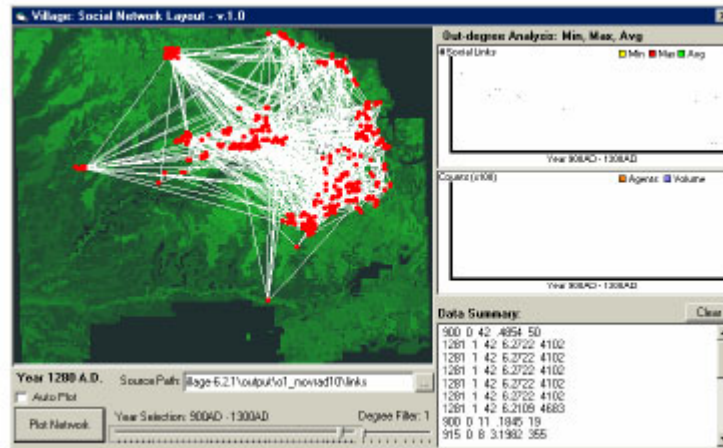 Village: Social Network Layout - v.1.0
Out-degree Analysis: Min, Max, Avg
#Social Links
Min Max Avg
Year 900AD - 1300AD
Counts (x100)
Agents Volume
Year 900AD - 1300AD
Data Summary:
Clear
900 0 42 .4854 50
1281 1 42 6.2722 4102
1281 1 42 6.2722 4102
1281 1 42 6.2722 4102
1281 1 42 6.2722 4102
1281 1 42 6.2722 4102
1281 1 42 6.2109 4683
900 0 11 .1845 19
915 0 8 3.1982 355
Year 1280 A.D.
Source Path: illage-6.2.1\output\o1_novrad10\links
...
Auto Plot
Plot Network
Year Selection: 900AD - 1300AD
Degree Filter: 1